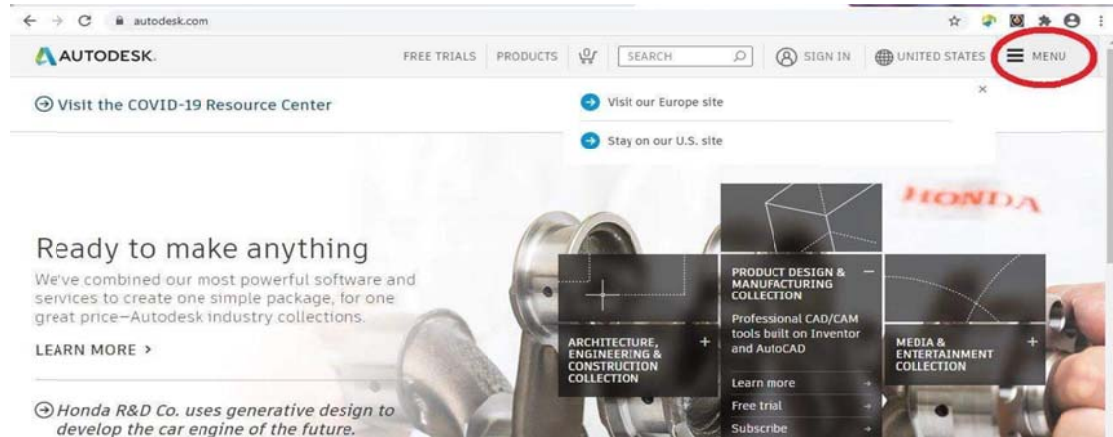 autodesk.com
AUTODESK.
FREE TRIALS
PRODUCTS
0
SEARCH
SIGN IN
UNITED STATES
MENU
Visit the COVID-19 Resource Center
Visit our Europe site
Stay on our U.S. site
HONDA
Ready to make anything
We've combined our most powerful software and
services to create one simple package, for one
great price—Autodesk industry collections.
LEARN MORE >
Honda R&D Co. uses generative design to
develop the car engine of the future.
ARCHITECTURE,
ENGINEERING &
CONSTRUCTION
COLLECTION
PRODUCT DESIGN &
MANUFACTURING
COLLECTION
Professional CAD/CAM
tools built on Inventor
and AutoCAD
Learn more
Free trial
Subscribe
MEDIA &
ENTERTAINMENT
COLLECTION